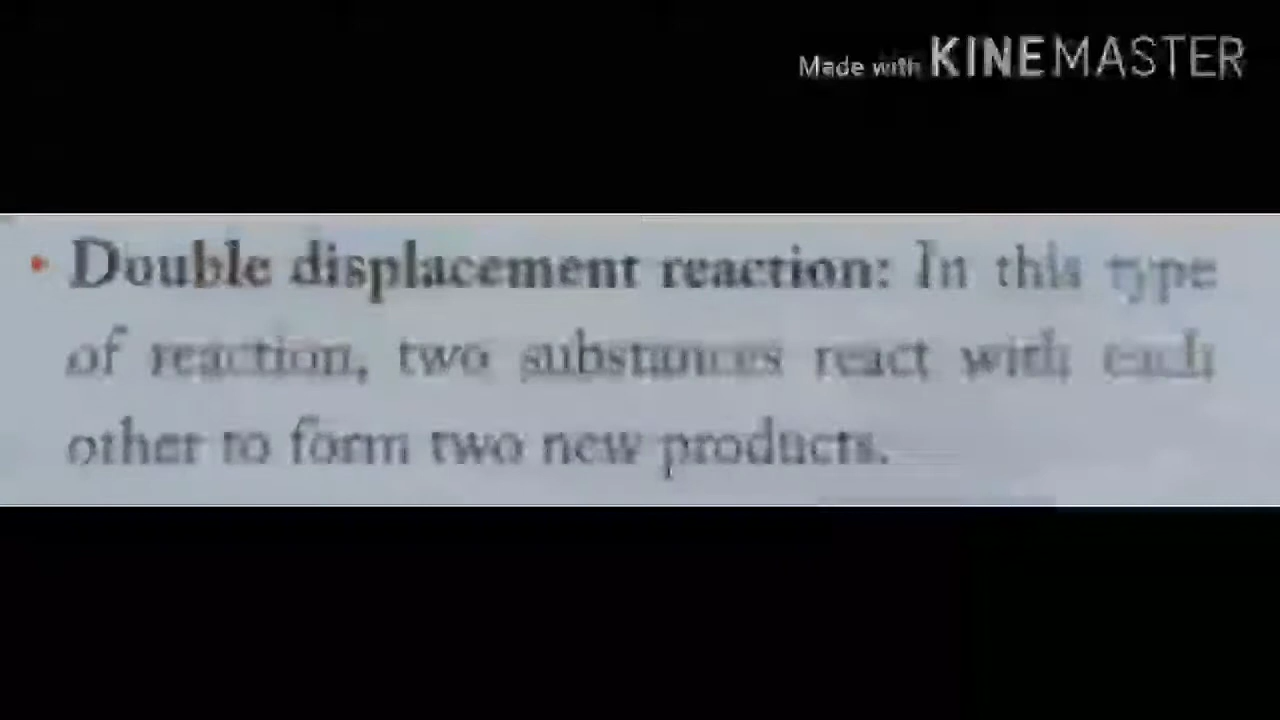 Made with KINEMASTER
• Double displacement reaction: In this type
of reaction, two substances react with each
other to form two new products.